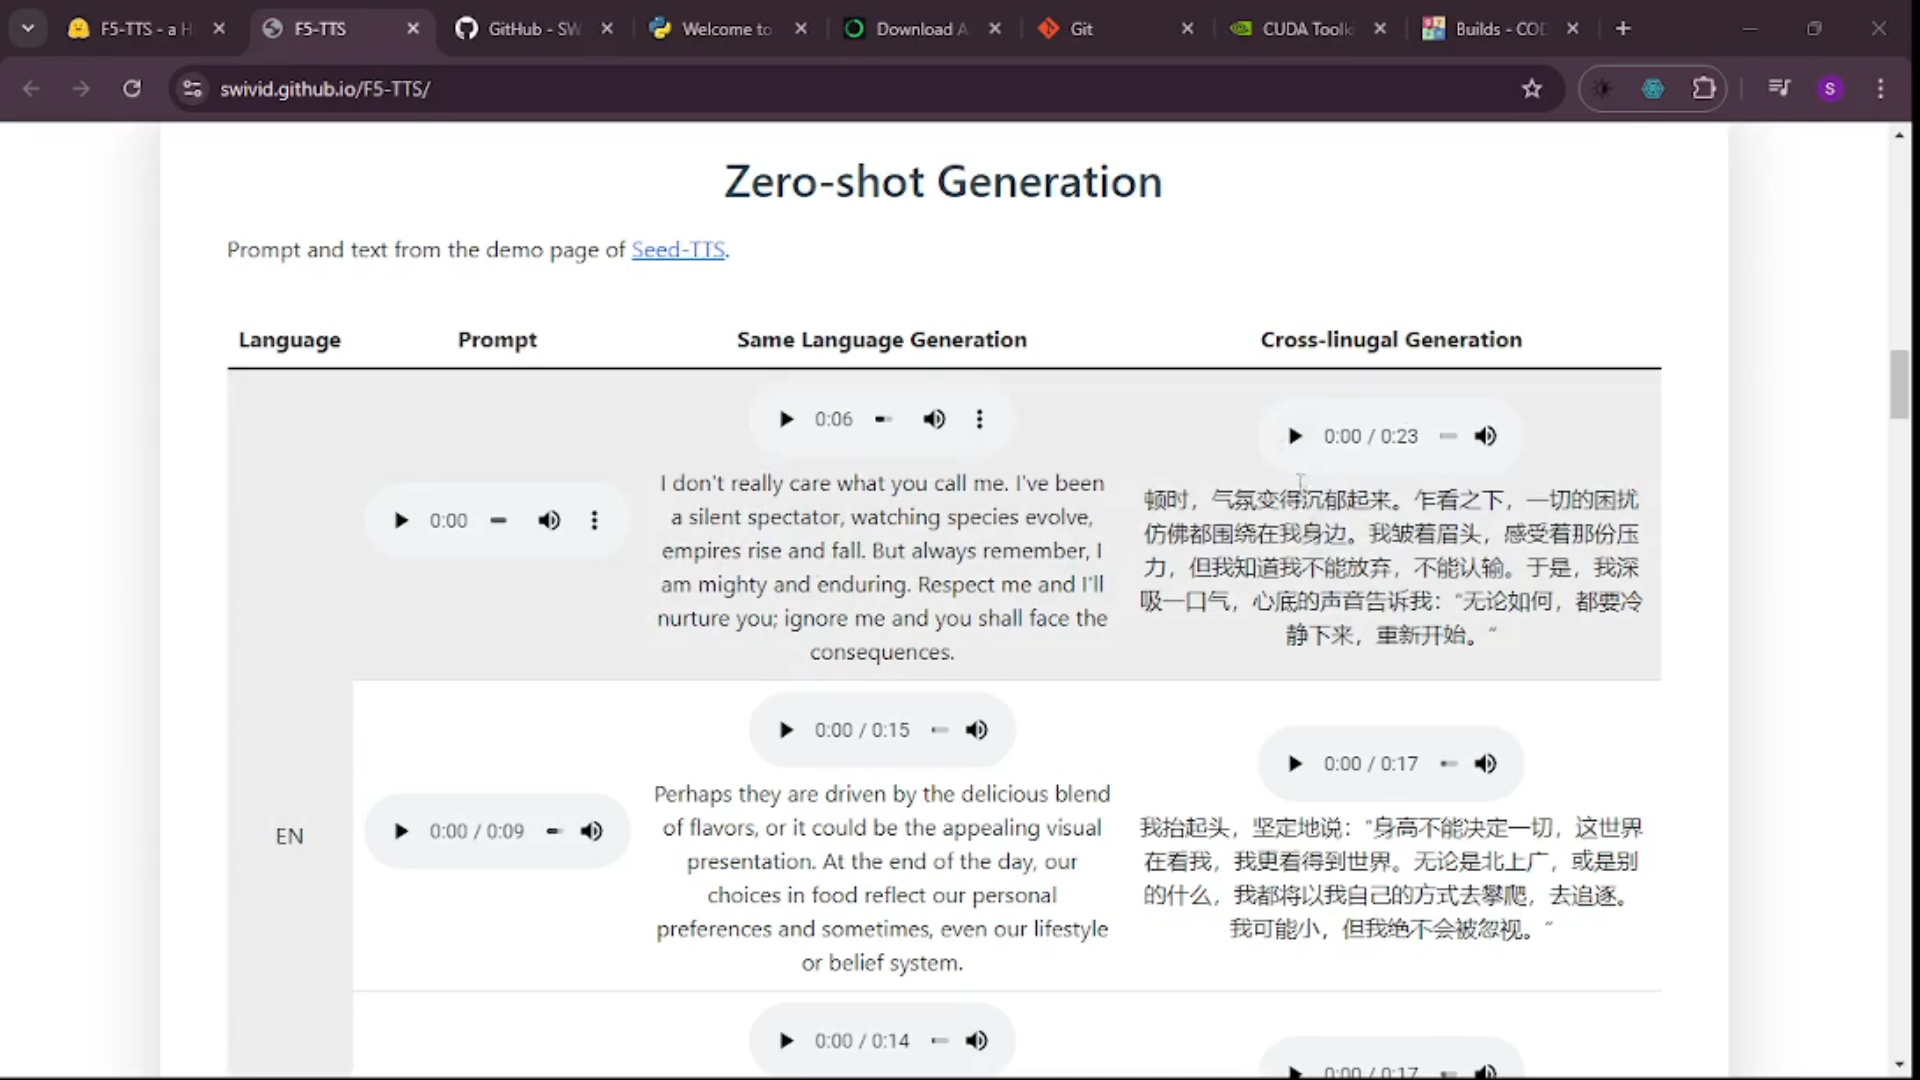 F5-TTS - a H
F5-TTS
GitHub - SW
Welcome to
Download A
Git
CUDA Toolk
Builds - COD
swivid.github.io/F5-TTS/
S
Zero-shot Generation
Prompt and text from the demo page of Seed-TTS.
Language Prompt Same Language Generation Cross-linugal Generation
EN
0:00
0:06
I don't really care what you call me. I've been
a silent spectator, watching species evolve,
empires rise and fall. But always remember, I
am mighty and enduring. Respect me and I'll
nurture you; ignore me and you shall face the
consequences.
0:00 / 0:23
顿时，气氛变得沉郁起来。乍看之下，一切的困扰
仿佛都围绕在我身边。我皱着眉头，感受着那份压
力，但我知道我不能放弃，不能认输。于是，我深
吸一口气，心底的声音告诉我：“无论如何，都要冷
静下来，重新开始。”
0:00 / 0:09
0:00 / 0:15
Perhaps they are driven by the delicious blend
of flavors, or it could be the appealing visual
presentation. At the end of the day, our
choices in food reflect our personal
preferences and sometimes, even our lifestyle
or belief system.
0:00 / 0:17
我抬起头，坚定地说：“身高不能决定一切，这世界
在看我，我更看得到世界。无论是北上广，或是别
的什么，我都将以我自己的方式去攀爬，去追逐。
我可能小，但我绝不会被忽视。”
0:00 / 0:14
0:00 / 0:17